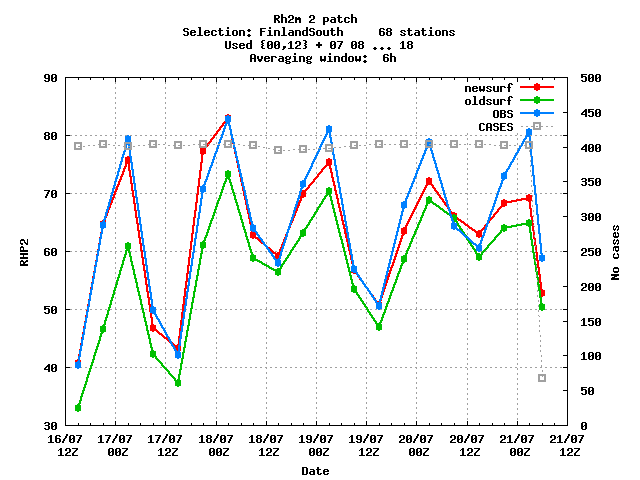 Rh2m 2 patch
Selection: FinlandSouth     68 stations
Used {00,12} + 07 08 ... 18
Averaging window:  6h
90
80
70
60
50
40
30
RHP2
500
450
400
350
300
250
200
150
100
50
0
No cases
newsurf
oldsurf
OBS
CASES
16/07 17/07 17/07 18/07 18/07 19/07 19/07 20/07 20/07 21/07 21/07
12Z 00Z 12Z 00Z 12Z 00Z 12Z 00Z 12Z 00Z 12Z
Date